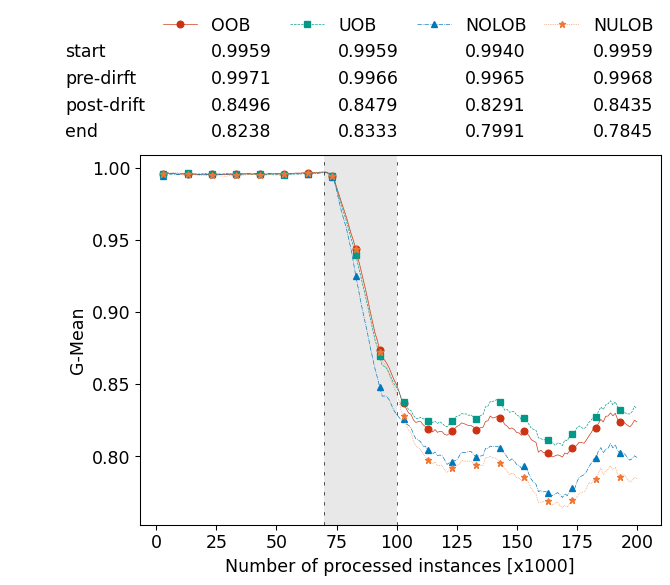 OOB UOB NOLOB NULOB
start 0.9959 0.9959 0.9940 0.9959
pre-dirft 0.9971 0.9966 0.9965 0.9968
post-drift 0.8496 0.8479 0.8291 0.8435
end 0.8238 0.8333 0.7991 0.7845
1.00
0.95
0.90
0.85
0.80
G-Mean
0 25 50 75 100 125 150 175 200
Number of processed instances [x1000]